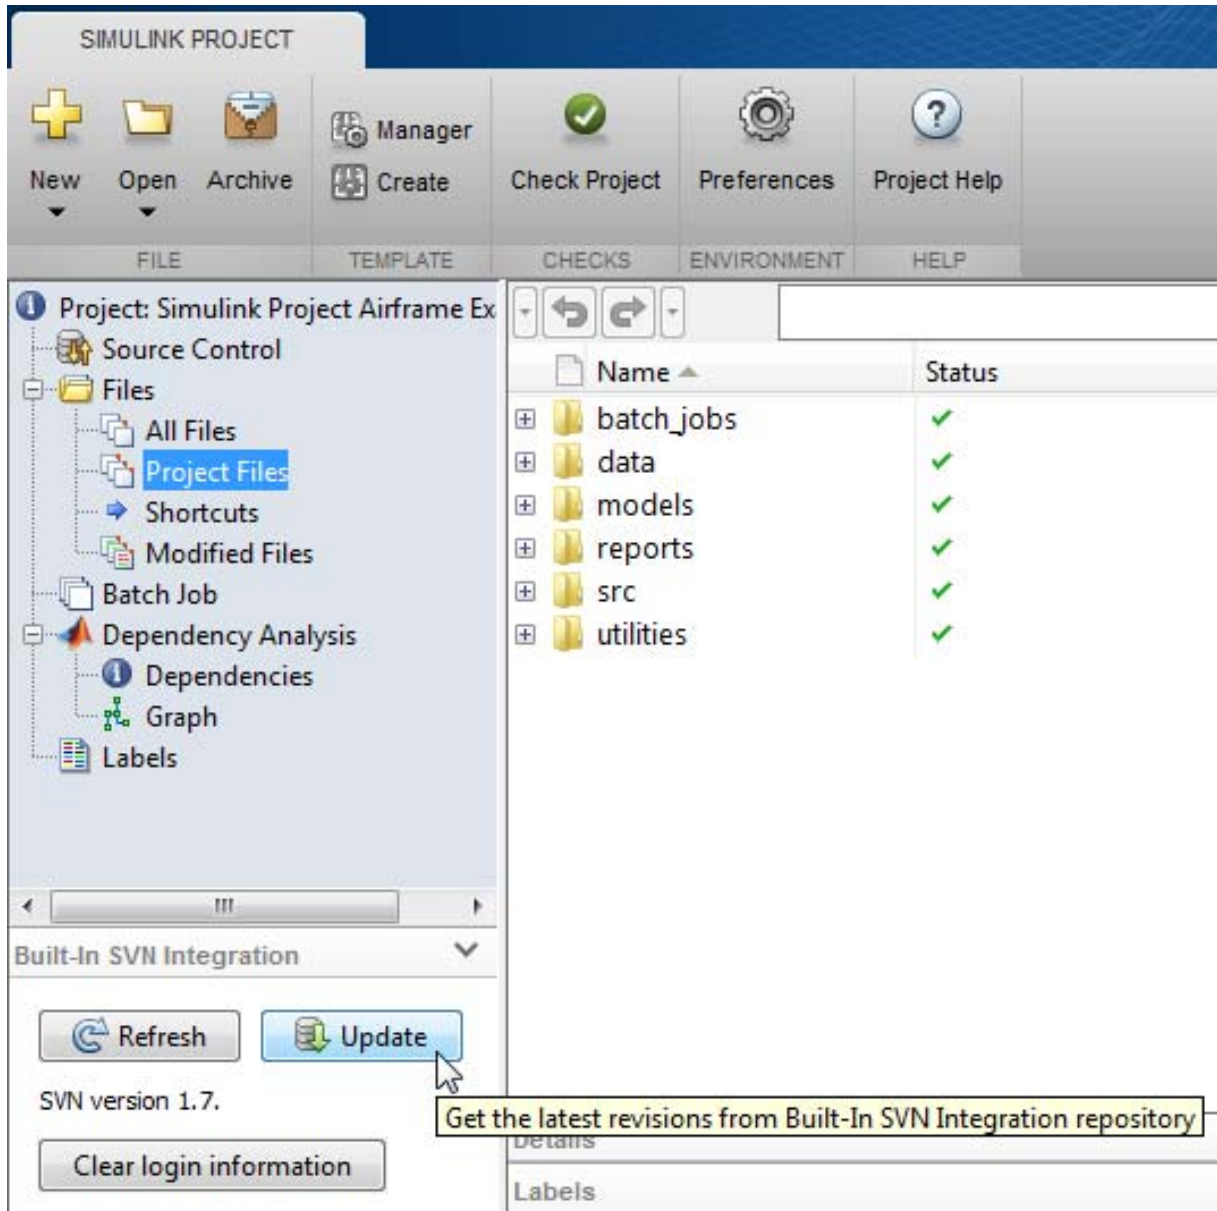 SIMULINK PROJECT
New
Open
Archive
Manager
Create
Check Project
Preferences
Project Help
FILE
TEMPLATE
CHECKS
ENVIRONMENT
HELP
Project: Simulink Project Airframe Ex
Source Control
Files
All Files
Project Files
Shortcuts
Modified Files
Batch Job
Dependency Analysis
Dependencies
Graph
Labels
Built-In SVN Integration
Refresh
Update
SVN version 1.7.
Clear login information
Name
Status
batch_jobs
data
models
reports
src
utilities
Get the latest revisions from Built-In SVN Integration repository
Details
Labels